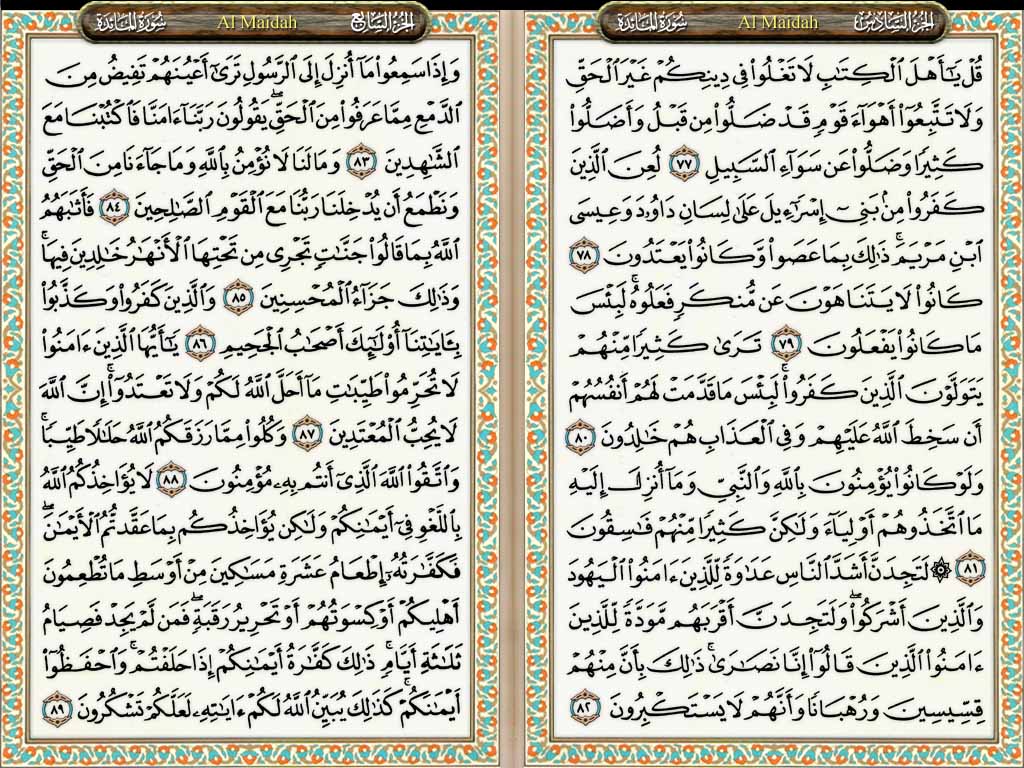 الجزء السادس Al Maidah سورة المائدة
قُلْ يَٰٓأَهْلَ ٱلْكِتَٰبِ لَا تَغْلُوا۟ فِى دِينِكُمْ غَيْرَ ٱلْحَقِّ
وَلَا تَتَّبِعُوٓا۟ أَهْوَآءَ قَوْمٍ قَدْ ضَلُّوا۟ مِن قَبْلُ وَأَضَلُّوا۟
كَثِيرًا وَضَلُّوا۟ عَن سَوَآءِ ٱلسَّبِيلِ ٧٧ لُعِنَ ٱلَّذِينَ
كَفَرُوا۟ مِنۢ بَنِىٓ إِسْرَٰٓءِيلَ عَلَىٰ لِسَانِ دَاوُۥدَ وَعِيسَى
ٱبْنِ مَرْيَمَ ۚ ذَٰلِكَ بِمَا عَصَوا۟ وَّكَانُوا۟ يَعْتَدُونَ ٧٨
كَانُوا۟ لَا يَتَنَاهَوْنَ عَن مُّنكَرٍ فَعَلُوهُ ۚ لَبِئْسَ
مَا كَانُوا۟ يَفْعَلُونَ ٧٩ تَرَىٰ كَثِيرًا مِّنْهُمْ
يَتَوَلَّوْنَ ٱلَّذِينَ كَفَرُوا۟ ۚ لَبِئْسَ مَا قَدَّمَتْ لَهُمْ أَنفُسُهُمْ
أَن سَخِطَ ٱللَّهُ عَلَيْهِمْ وَفِى ٱلْعَذَابِ هُمْ خَٰلِدُونَ ٨٠
وَلَوْ كَانُوا۟ يُؤْمِنُونَ بِٱللَّهِ وَٱلنَّبِىِّ وَمَآ أُنزِلَ إِلَيْهِ
مَا ٱتَّخَذُوهُمْ أَوْلِيَآءَ وَلَٰكِنَّ كَثِيرًا مِّنْهُمْ فَٰسِقُونَ
٨١ ۞ لَتَجِدَنَّ أَشَدَّ ٱلنَّاسِ عَدَٰوَةً لِّلَّذِينَ ءَامَنُوا۟ ٱلْيَهُودَ
وَٱلَّذِينَ أَشْرَكُوا۟ ۖ وَلَتَجِدَنَّ أَقْرَبَهُم مَّوَدَّةً لِّلَّذِينَ
ءَامَنُوا۟ ٱلَّذِينَ قَالُوٓا۟ إِنَّا نَصَٰرَىٰ ۚ ذَٰلِكَ بِأَنَّ مِنْهُمْ
قِسِّيسِينَ وَرُهْبَانًا وَأَنَّهُمْ لَا يَسْتَكْبِرُونَ ٨٢
الجزء السابع Al Maidah سورة المائدة
وَإِذَا سَمِعُوا۟ مَآ أُنزِلَ إِلَى ٱلرَّسُولِ تَرَىٰٓ أَعْيُنَهُمْ تَفِيضُ مِنَ
ٱلدَّمْعِ مِمَّا عَرَفُوا۟ مِنَ ٱلْحَقِّ ۖ يَقُولُونَ رَبَّنَآ ءَامَنَّا فَٱكْتُبْنَا مَعَ
ٱلشَّٰهِدِينَ ٨٣ وَمَا لَنَا لَا نُؤْمِنُ بِٱللَّهِ وَمَا جَآءَنَا مِنَ ٱلْحَقِّ
وَنَطْمَعُ أَن يُدْخِلَنَا رَبُّنَا مَعَ ٱلْقَوْمِ ٱلصَّٰلِحِينَ ٨٤ فَأَثَٰبَهُمُ
ٱللَّهُ بِمَا قَالُوا۟ جَنَّٰتٍ تَجْرِى مِن تَحْتِهَا ٱلْأَنْهَٰرُ خَٰلِدِينَ فِيهَا ۚ
وَذَٰلِكَ جَزَآءُ ٱلْمُحْسِنِينَ ٨٥ وَٱلَّذِينَ كَفَرُوا۟ وَكَذَّبُوا۟
بِـَٔايَٰتِنَآ أُو۟لَٰٓئِكَ أَصْحَٰبُ ٱلْجَحِيمِ ٨٦ يَٰٓأَيُّهَا ٱلَّذِينَ ءَامَنُوا۟
لَا تُحَرِّمُوا۟ طَيِّبَٰتِ مَآ أَحَلَّ ٱللَّهُ لَكُمْ وَلَا تَعْتَدُوٓا۟ ۚ إِنَّ ٱللَّهَ
لَا يُحِبُّ ٱلْمُعْتَدِينَ ٨٧ وَكُلُوا۟ مِمَّا رَزَقَكُمُ ٱللَّهُ حَلَٰلًا طَيِّبًا ۚ
وَٱتَّقُوا۟ ٱللَّهَ ٱلَّذِىٓ أَنتُم بِهِۦ مُؤْمِنُونَ ٨٨ لَا يُؤَاخِذُكُمُ ٱللَّهُ
بِٱللَّغْوِ فِىٓ أَيْمَٰنِكُمْ وَلَٰكِن يُؤَاخِذُكُم بِمَا عَقَّدتُّمُ ٱلْأَيْمَٰنَ ۖ
فَكَفَّٰرَتُهُۥٓ إِطْعَامُ عَشَرَةِ مَسَٰكِينَ مِنْ أَوْسَطِ مَا تُطْعِمُونَ
أَهْلِيكُمْ أَوْ كِسْوَتُهُمْ أَوْ تَحْرِيرُ رَقَبَةٍ ۖ فَمَن لَّمْ يَجِدْ فَصِيَامُ
ثَلَٰثَةِ أَيَّامٍ ۚ ذَٰلِكَ كَفَّٰرَةُ أَيْمَٰنِكُمْ إِذَا حَلَفْتُمْ ۚ وَٱحْفَظُوٓا۟
أَيْمَٰنَكُمْ ۚ كَذَٰلِكَ يُبَيِّنُ ٱللَّهُ لَكُمْ ءَايَٰتِهِۦ لَعَلَّكُمْ تَشْكُرُونَ ٨٩